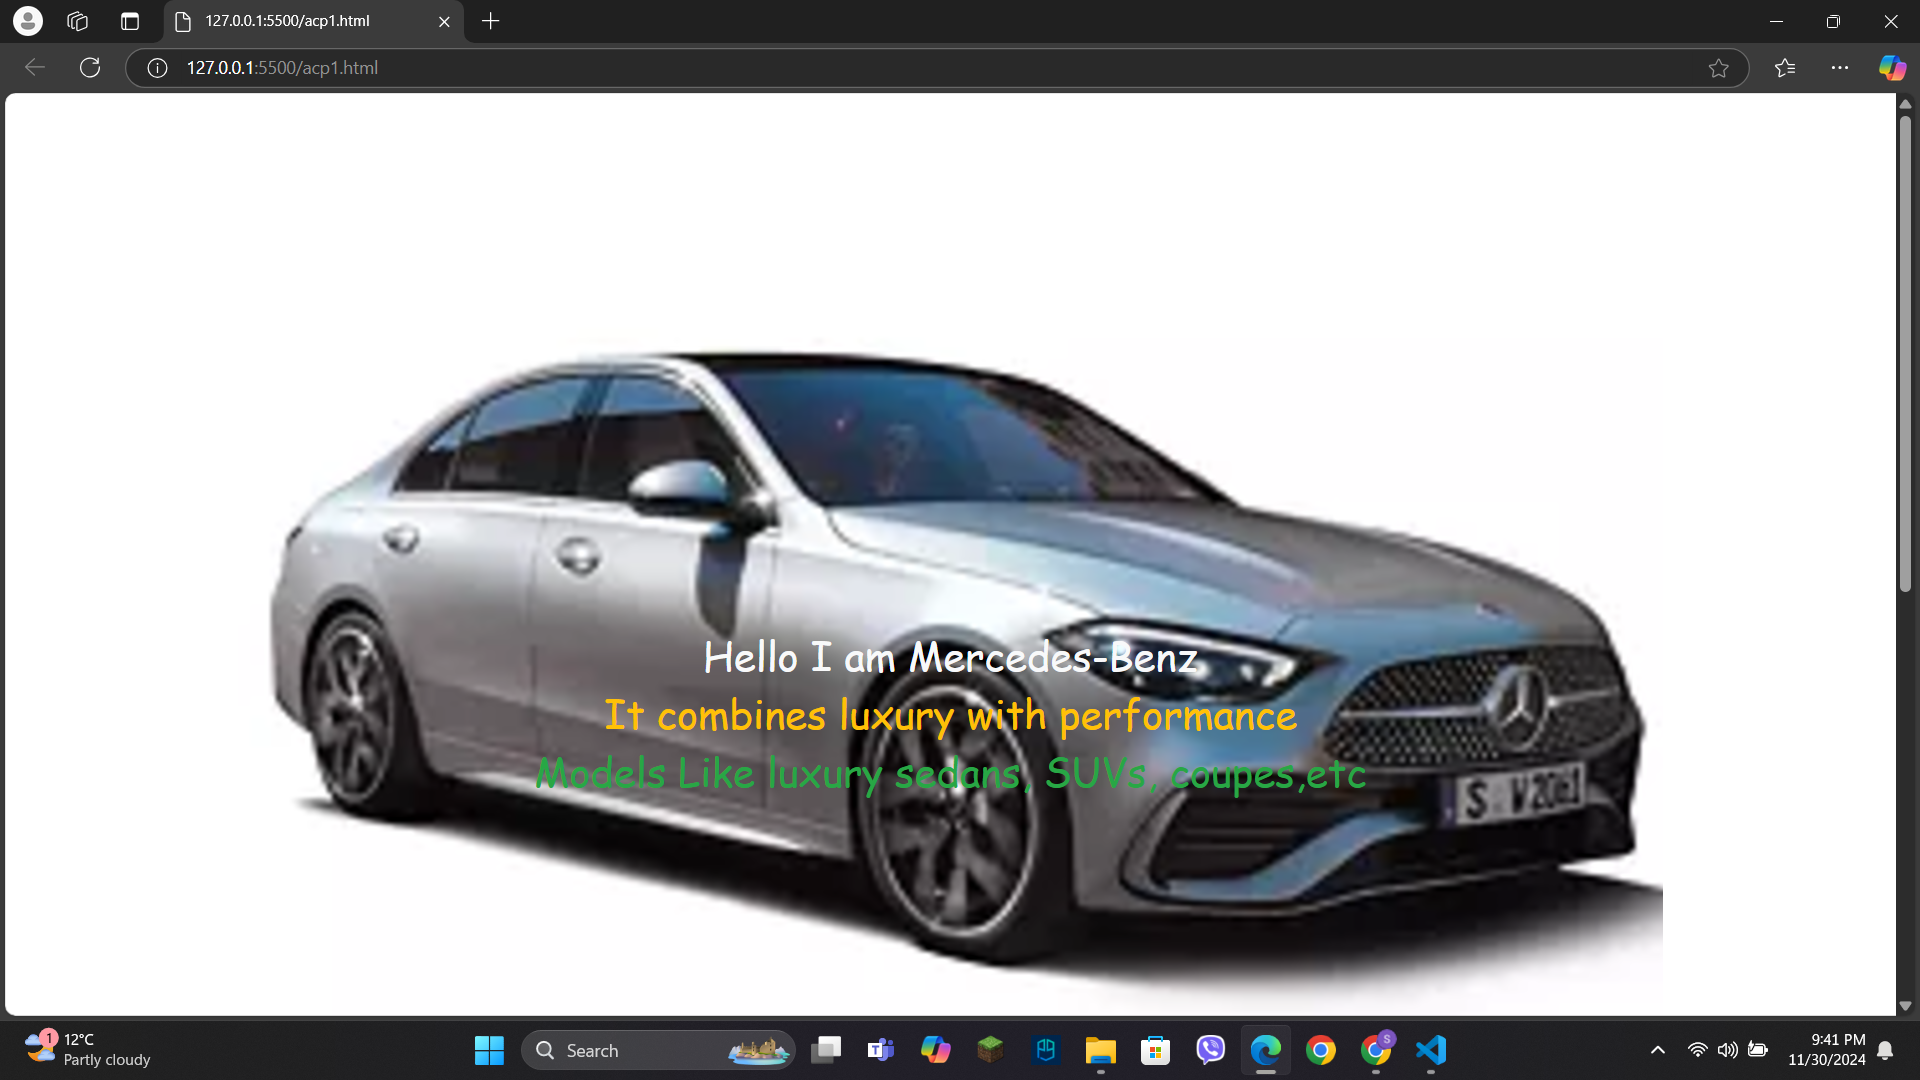 127.0.0.1:5500/acp1.html
127.0.0.1:5500/acp1.html
Hello I am Mercedes-Benz
It combines luxury with performance
Models Like luxury sedans, SUVs, coupes,etc
S V2061
1
12°C
Partly cloudy
Search
T
S
9:41 PM
11/30/2024